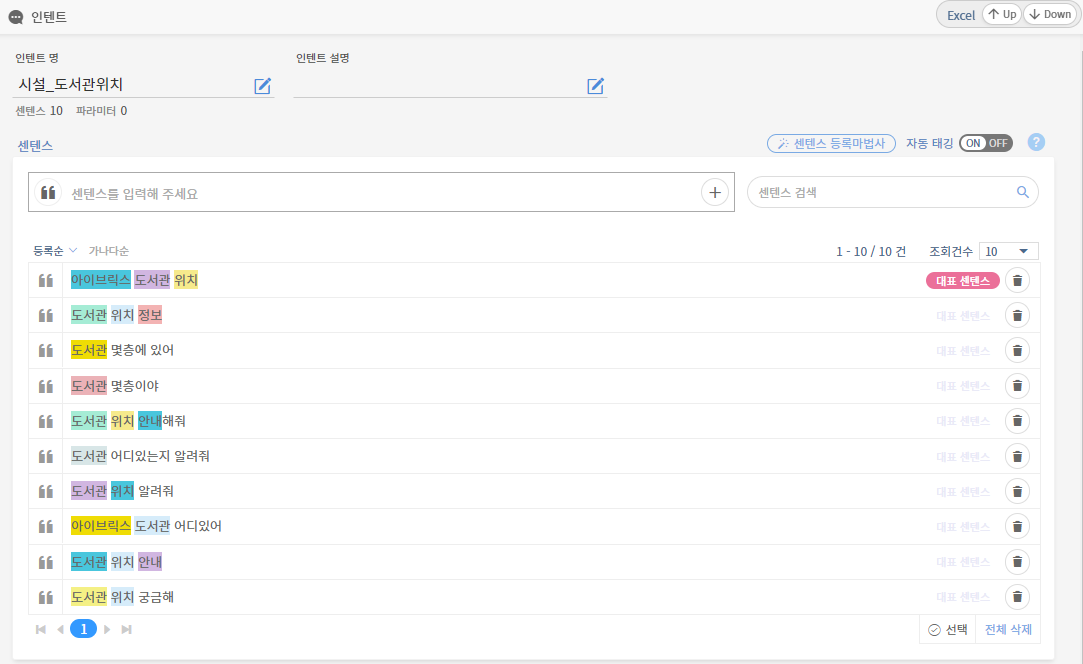 인텐트
Excel Up Down
인텐트 명 인텐트 설명
시설_도서관위치
센텐스 10 파라미터 0
센텐스 센텐스 등록마법사 자동 태깅 ON OFF ?
센텐스를 입력해 주세요 + 센텐스 검색
등록순 가나다순 1 - 10 / 10 건 조회건수 10
아이브릭스 도서관 위치 대표 센텐스
도서관 위치 정보 대표 센텐스
도서관 몇층에 있어 대표 센텐스
도서관 몇층이야 대표 센텐스
도서관 위치 안내해줘 대표 센텐스
도서관 어디있는지 알려줘 대표 센텐스
도서관 위치 알려줘 대표 센텐스
아이브릭스 도서관 어디있어 대표 센텐스
도서관 위치 안내 대표 센텐스
도서관 위치 궁금해 대표 센텐스
1 선택 전체 삭제